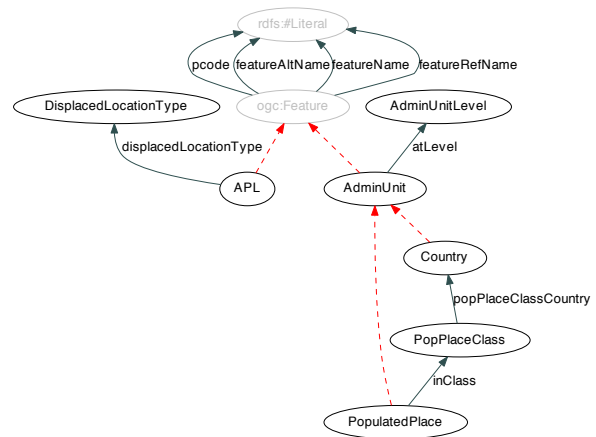 rdfs:#Literal
pcode
featureAltName
featureName
featureRefName
DisplacedLocationType
ogc:Feature
AdminUnitLevel
displacedLocationType
atLevel
APL
AdminUnit
Country
popPlaceClassCountry
PopPlaceClass
inClass
PopulatedPlace